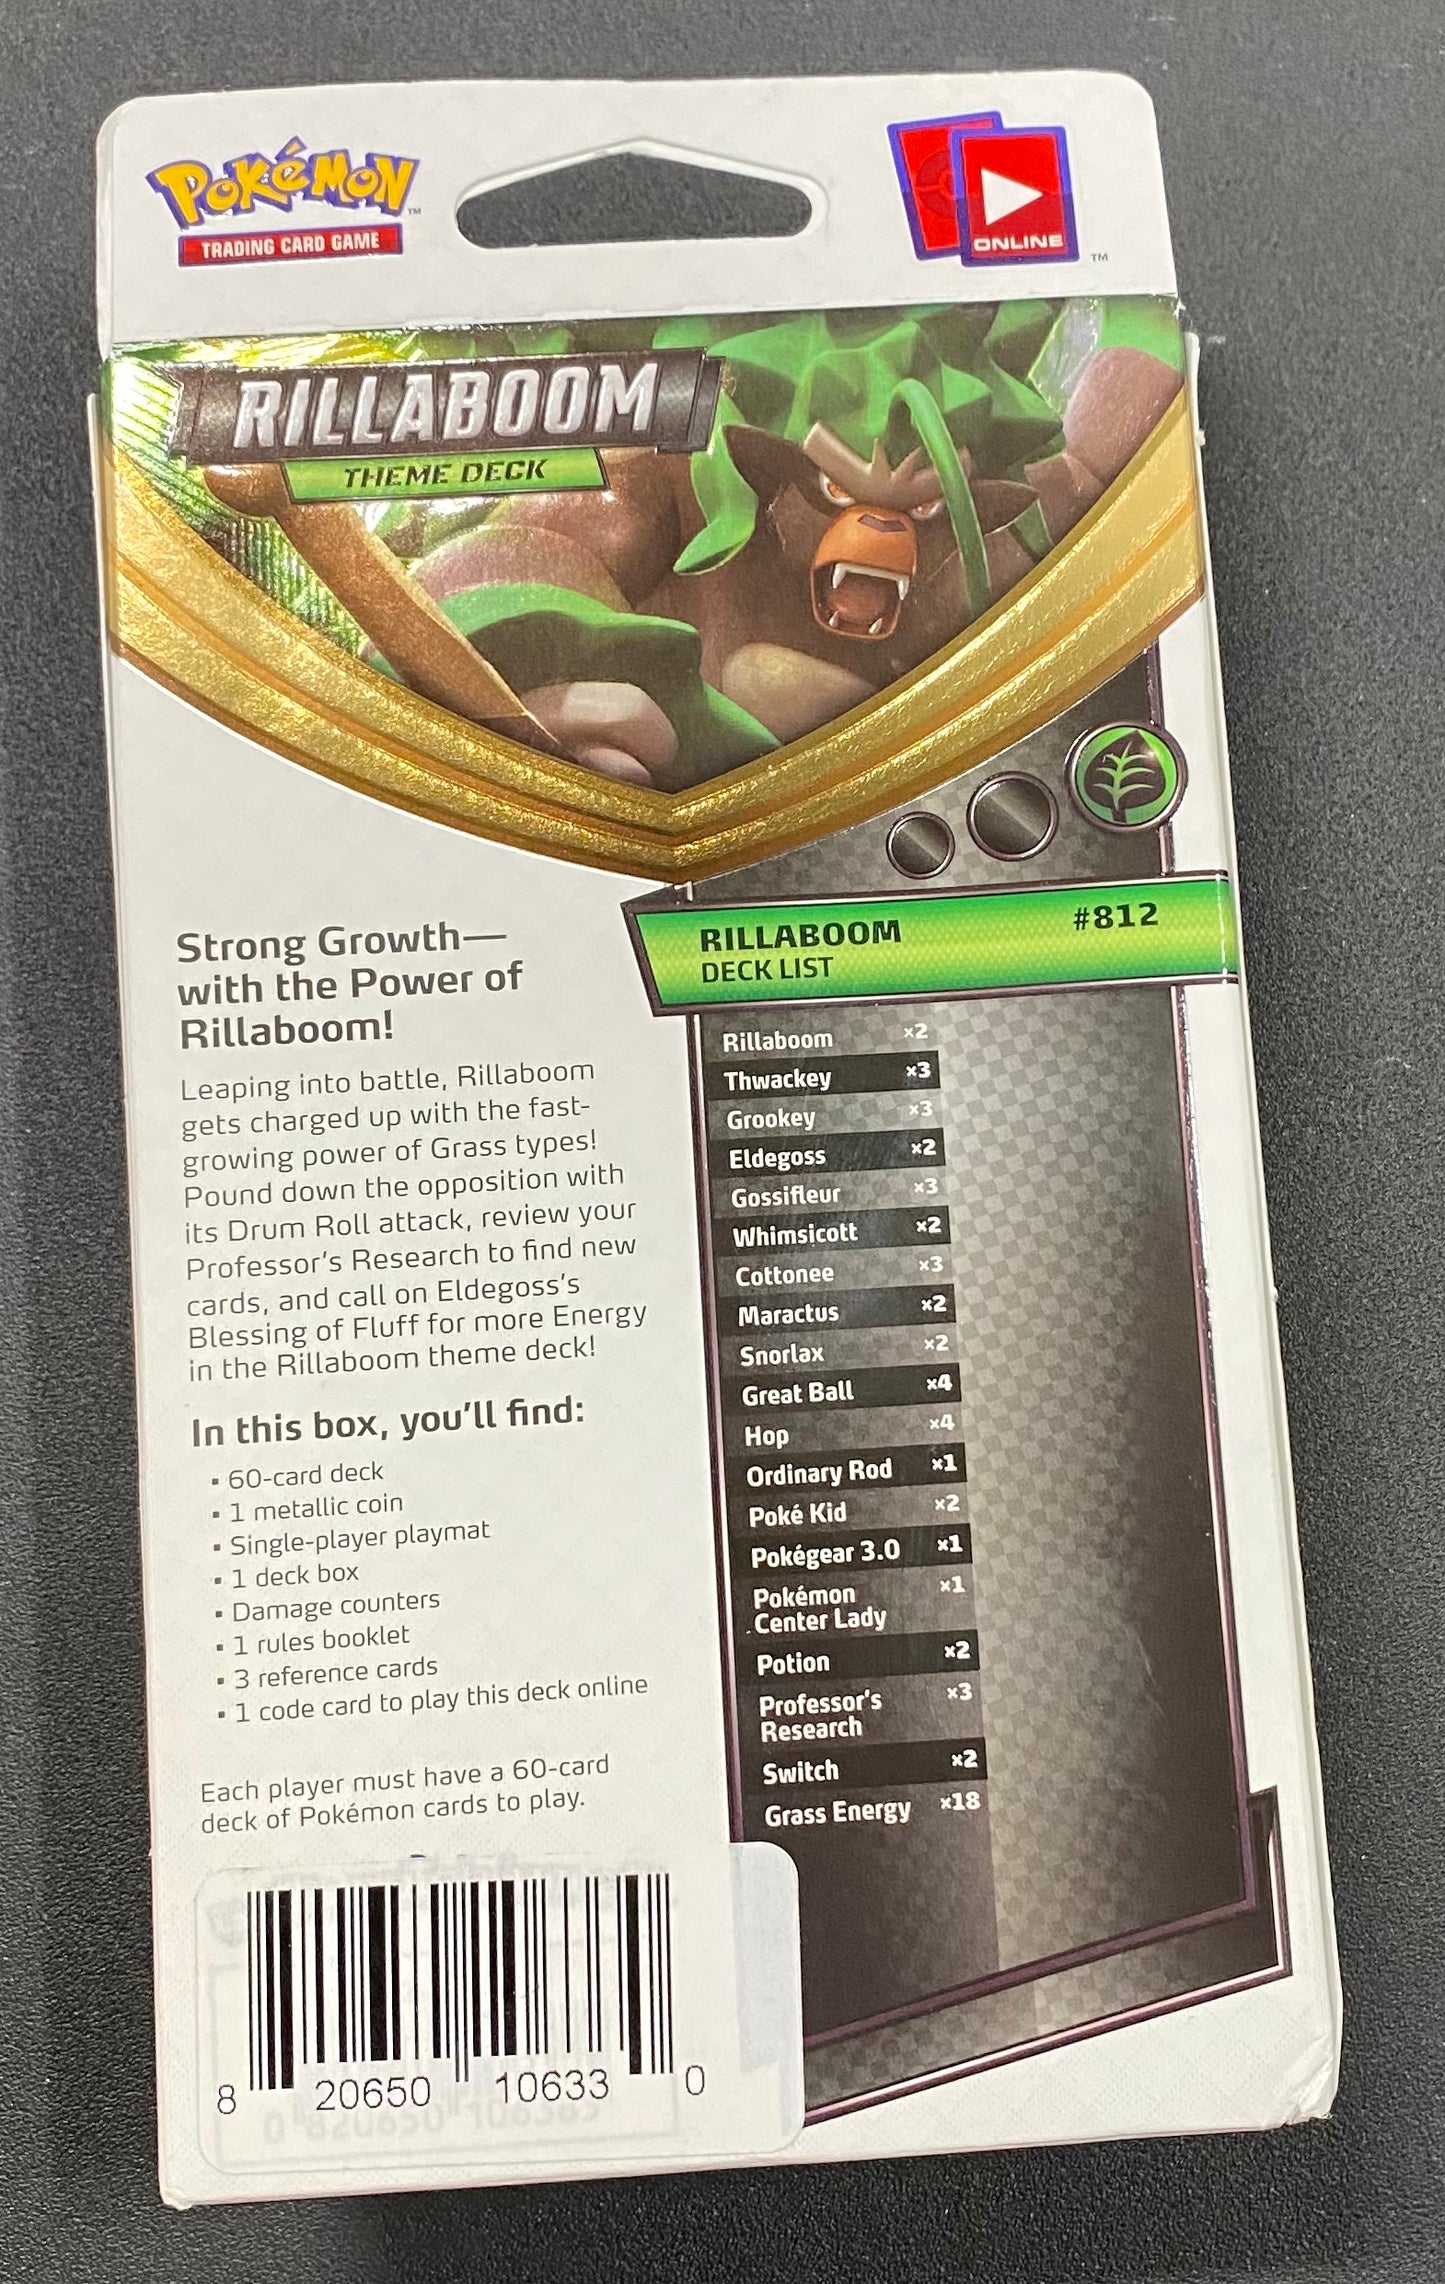 POKéMON™
TRADING CARD GAME
ONLINE
™
RILLABOOM
THEME DECK
Strong Growth—
with the Power of
Rillaboom!
Leaping into battle, Rillaboom
gets charged up with the fast-
growing power of Grass types!
Pound down the opposition with
its Drum Roll attack, review your
Professor's Research to find new
cards, and call on Eldegoss's
Blessing of Fluff for more Energy
in the Rillaboom theme deck!
In this box, you'll find:
▪ 60-card deck
▪ 1 metallic coin
▪ Single-player playmat
▪ 1 deck box
▪ Damage counters
▪ 1 rules booklet
▪ 3 reference cards
▪ 1 code card to play this deck online
Each player must have a 60-card
deck of Pokémon cards to play.
8 20650 10633 0
RILLABOOM #812
DECK LIST
Rillaboom ×2
Thwackey ×3
Grookey ×3
Eldegoss ×2
Gossifleur ×3
Whimsicott ×2
Cottonee ×3
Maractus ×2
Snorlax ×2
Great Ball ×4
Hop ×4
Ordinary Rod ×1
Poké Kid ×2
Pokégear 3.0 ×1
Pokémon ×1
Center Lady
Potion ×2
Professor's ×3
Research
Switch ×2
Grass Energy ×18